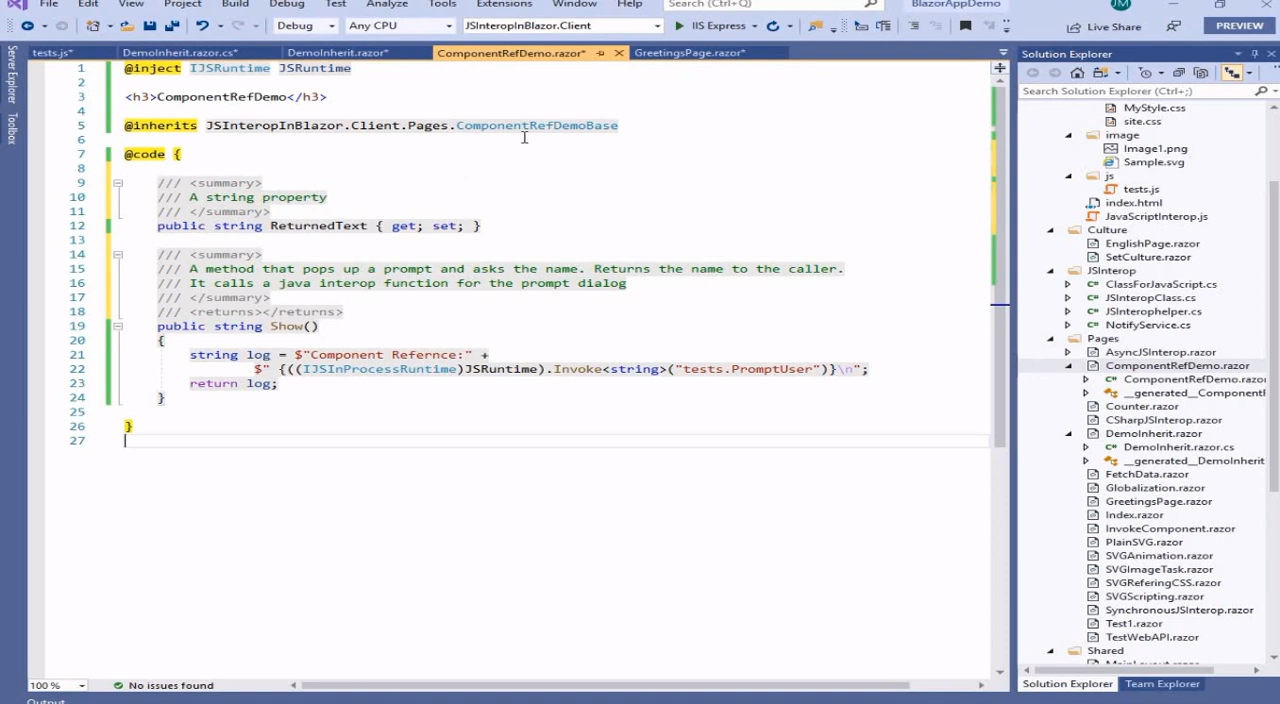 File Edit View Project Build Debug Test Analyze Tools Extensions Window Help Search (Ctrl+Q) BlazorAppDemo JM
Debug Any CPU JSInteropInBlazor.Client IIS Express Live Share PREVIEW
tests.js* DemoInherit.razor.cs* DemoInherit.razor* ComponentRefDemo.razor* GreetingsPage.razor*
Server Explorer
Toolbox
1 @inject IJSRuntime JSRuntime
2
3 <h3>ComponentRefDemo</h3>
4
5 @inherits JSInteropInBlazor.Client.Pages.ComponentRefDemoBase
6
7 @code {
8
9 /// <summary>
10 /// A string property
11 /// </summary>
12 public string ReturnedText { get; set; }
13
14 /// <summary>
15 /// A method that pops up a prompt and asks the name. Returns the name to the caller.
16 /// It calls a java interop function for the prompt dialog
17 /// </summary>
18 /// <returns></returns>
19 public string Show()
20 {
21 string log = $"Component Refernce:" +
22 $" {((IJSInProcessRuntime)JSRuntime).Invoke<string>("tests.PromptUser")}\n";
23 return log;
24 }
25
26 }
27
100 % No issues found
Output
Solution Explorer
Search Solution Explorer (Ctrl+;)
MyStyle.css
site.css
image
Image1.png
Sample.svg
js
tests.js
index.html
JavaScriptInterop.js
Culture
EnglishPage.razor
SetCulture.razor
JSInterop
ClassForJavaScript.cs
JSInteropClass.cs
JSInterophelper.cs
NotifyService.cs
Pages
AsyncJSInterop.razor
ComponentRefDemo.razor
ComponentRefDemo.razor
__generated__Component
Counter.razor
CSharpJSInterop.razor
DemoInherit.razor
DemoInherit.razor.cs
__generated__DemoInherit
FetchData.razor
Globalization.razor
GreetingsPage.razor
Index.razor
InvokeComponent.razor
PlainSVG.razor
SVGAnimation.razor
SVGImageTask.razor
SVGReferingCSS.razor
SVGScripting.razor
SynchronousJSInterop.razor
Test1.razor
TestWebAPI.razor
Shared
MainLayout.razor
Solution Explorer Team Explorer